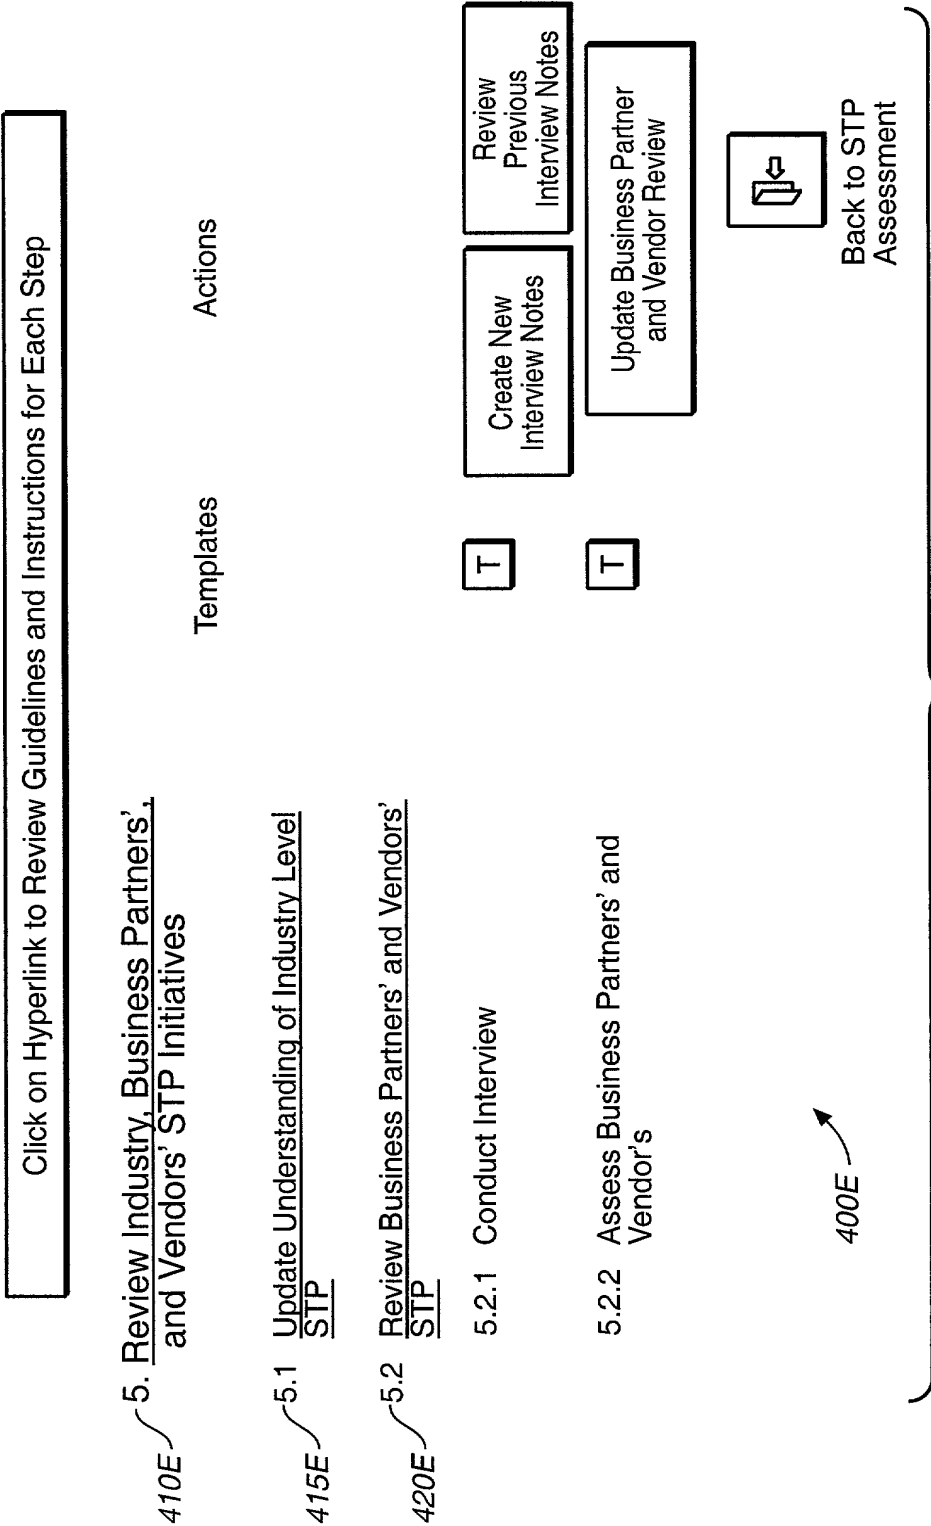 Click on Hyperlink to Review Guidelines and Instructions for Each Step
410E
5. Review Industry, Business Partners',
and Vendors' STP Initiatives
Templates
Actions
415E
5.1 Update Understanding of Industry Level
STP
420E
5.2 Review Business Partners' and Vendors'
STP
5.2.1 Conduct Interview
T
Create New
Interview Notes
Review
Previous
Interview Notes
5.2.2 Assess Business Partners' and
Vendor's
T
Update Business Partner
and Vendor Review
Back to STP
Assessment
400E